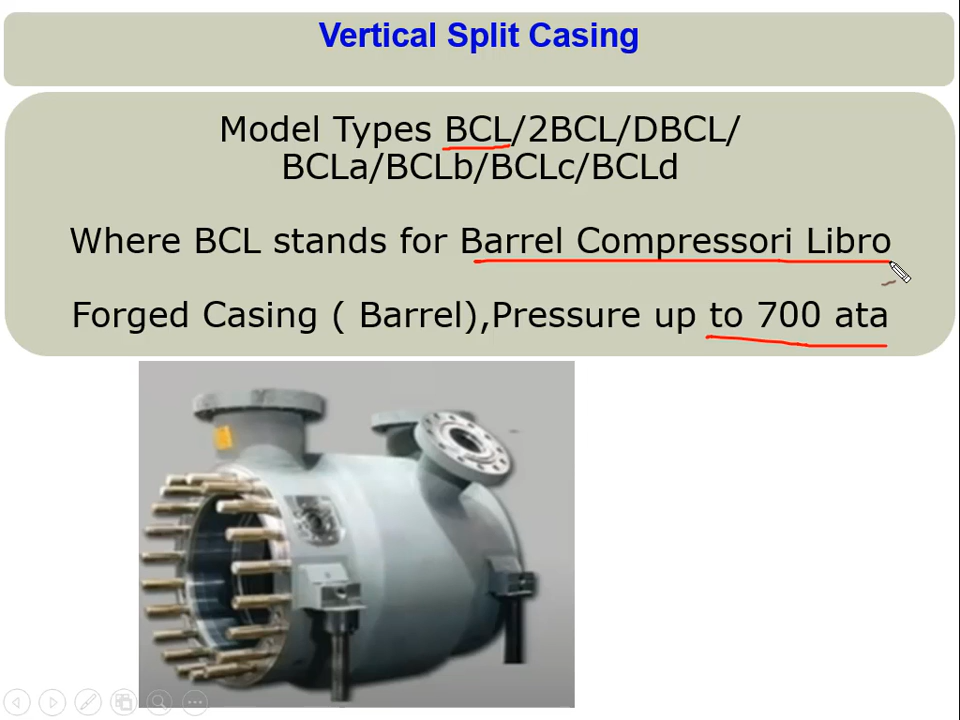 Vertical Split Casing
Model Types BCL/2BCL/DBCL/
BCLa/BCLb/BCLc/BCLd
Where BCL stands for Barrel Compressori Libro
Forged Casing ( Barrel),Pressure up to 700 ata